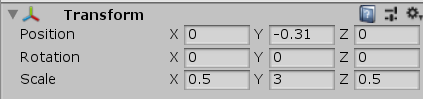 Transform
Position X 0 Y -0.31 Z 0
Rotation X 0 Y 0 Z 0
Scale X 0.5 Y 3 Z 0.5